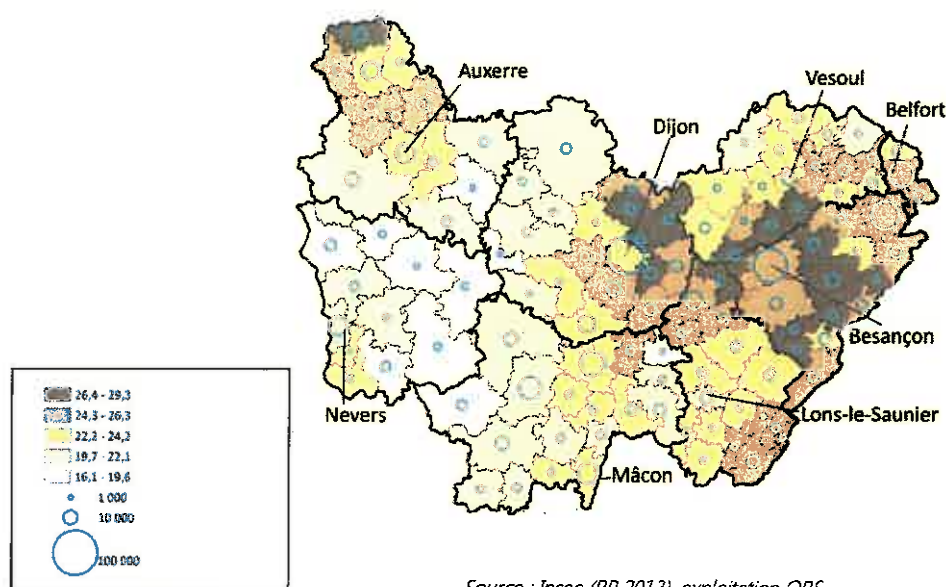 Auxerre
Vesoul
Belfort
Dijon
Besançon
Nevers
Lons-le-Saunier
Mâcon
26,4 - 29,3
24,3 - 26,3
22,2 - 24,2
19,7 - 22,1
16,1 - 19,6
1 000
10 000
100 000
Source : Insee (RP 2013), exploitation ORS